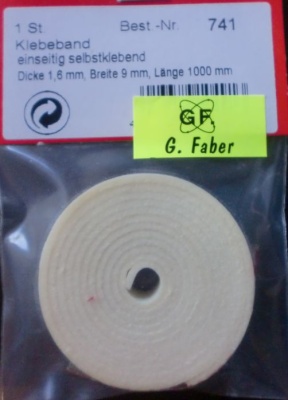 1 St. Best.-Nr. 741
Klebeband
einseitig selbstklebend
Dicke 1,6 mm, Breite 9 mm, Länge 1000 mm
GF
G. Faber